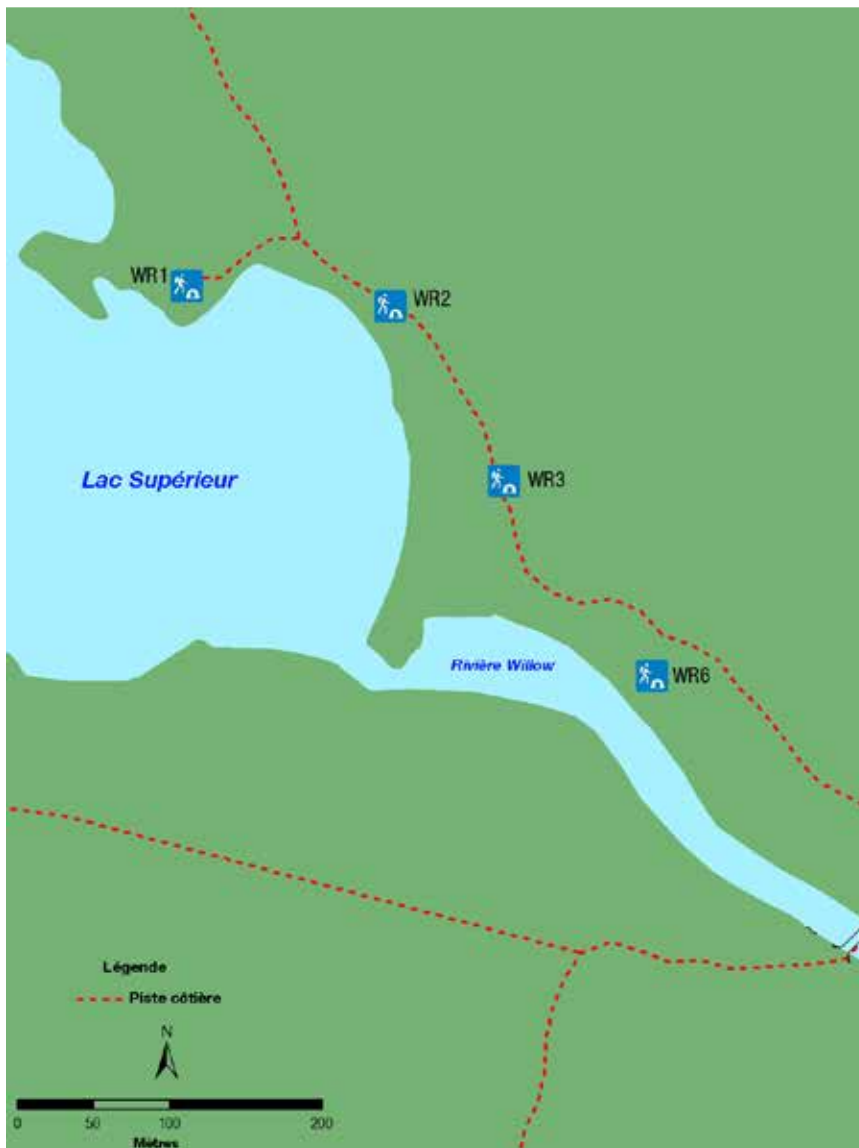 WR1
WR2
Lac Supérieur
WR3
Rivière Willow
WR6
Légende
Piste côtière
N
0 50 100 200
Mètres